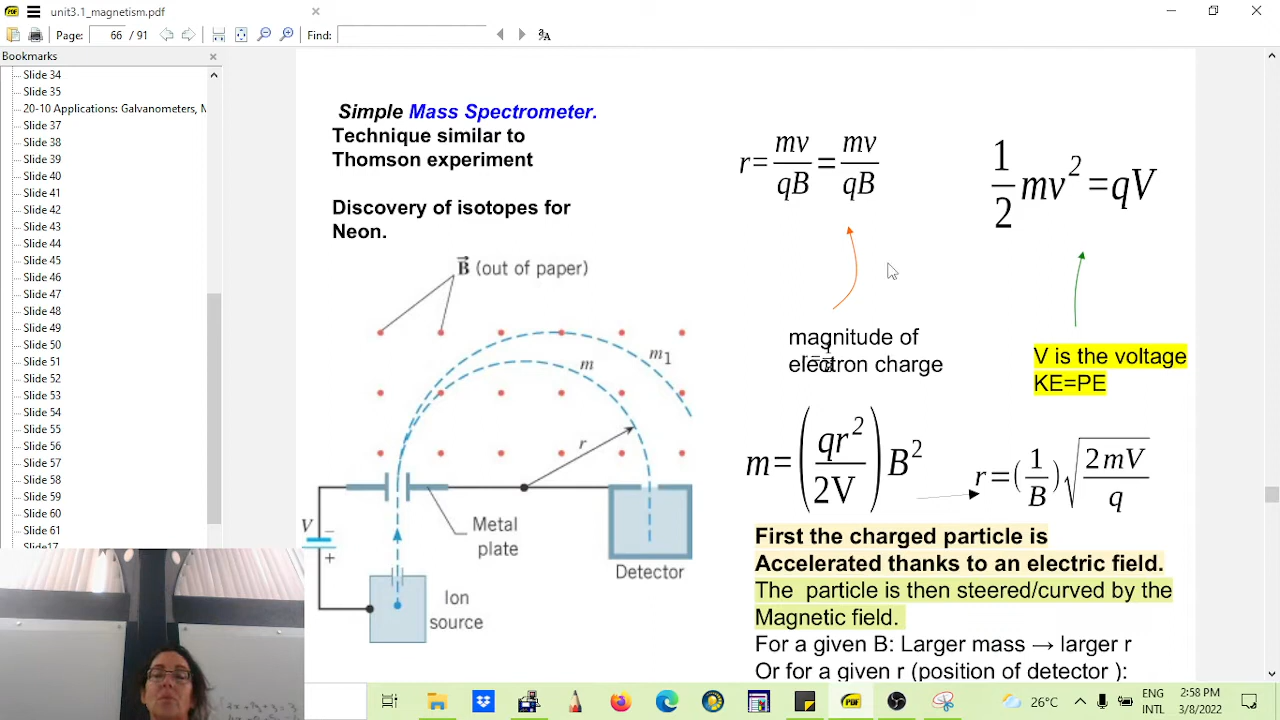 unit3.1_magnetism.pdf
Page: 66 / 91 Find:
Bookmarks
Slide 34
Slide 35
20-10 Applications: Galvanometers, M
Slide 37
Slide 38
Slide 39
Slide 40
Slide 41
Slide 42
Slide 43
Slide 44
Slide 45
Slide 46
Slide 47
Slide 48
Slide 49
Slide 50
Slide 51
Slide 52
Slide 53
Slide 54
Slide 55
Slide 56
Slide 57
Slide 58
Slide 59
Slide 60
Slide 61
Slide17
Simple Mass Spectrometer.
Technique similar to
Thomson experiment
Discovery of isotopes for
Neon.
B⃗ (out of paper)
m₁
m
r
V
−
+
Metal
plate
Detector
Ion
source
r = mv/qB = mv/qB
1/2 mv² = qV
magnitude of
electron charge
V is the voltage
KE=PE
m = (qr²/2V) B²
r = (1/B) √(2mV/q)
First the charged particle is
Accelerated thanks to an electric field.
The particle is then steered/curved by the
Magnetic field.
For a given B: Larger mass → larger r
Or for a given r (position of detector ):
26°C
ENG
INTL
2:58 PM
3/8/2022